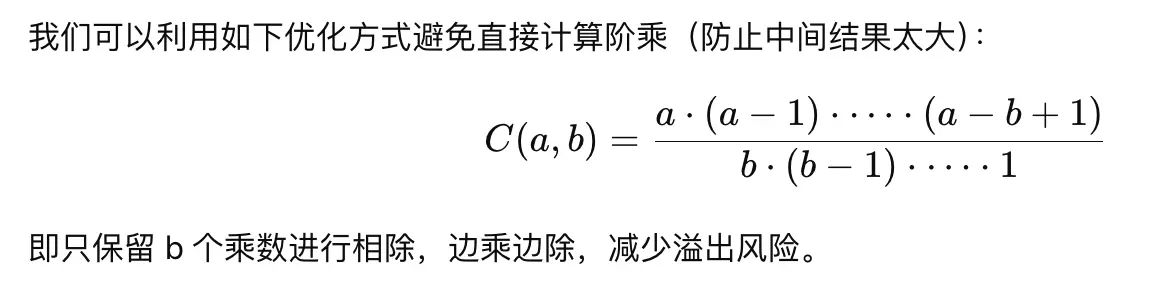 我们可以利用如下优化方式避免直接计算阶乘（防止中间结果太大）：
C(a, b) = \frac{a \cdot (a - 1) \cdot \cdots \cdot (a - b + 1)}{b \cdot (b - 1) \cdot \cdots \cdot 1}
即只保留 b 个乘数进行相除，边乘边除，减少溢出风险。